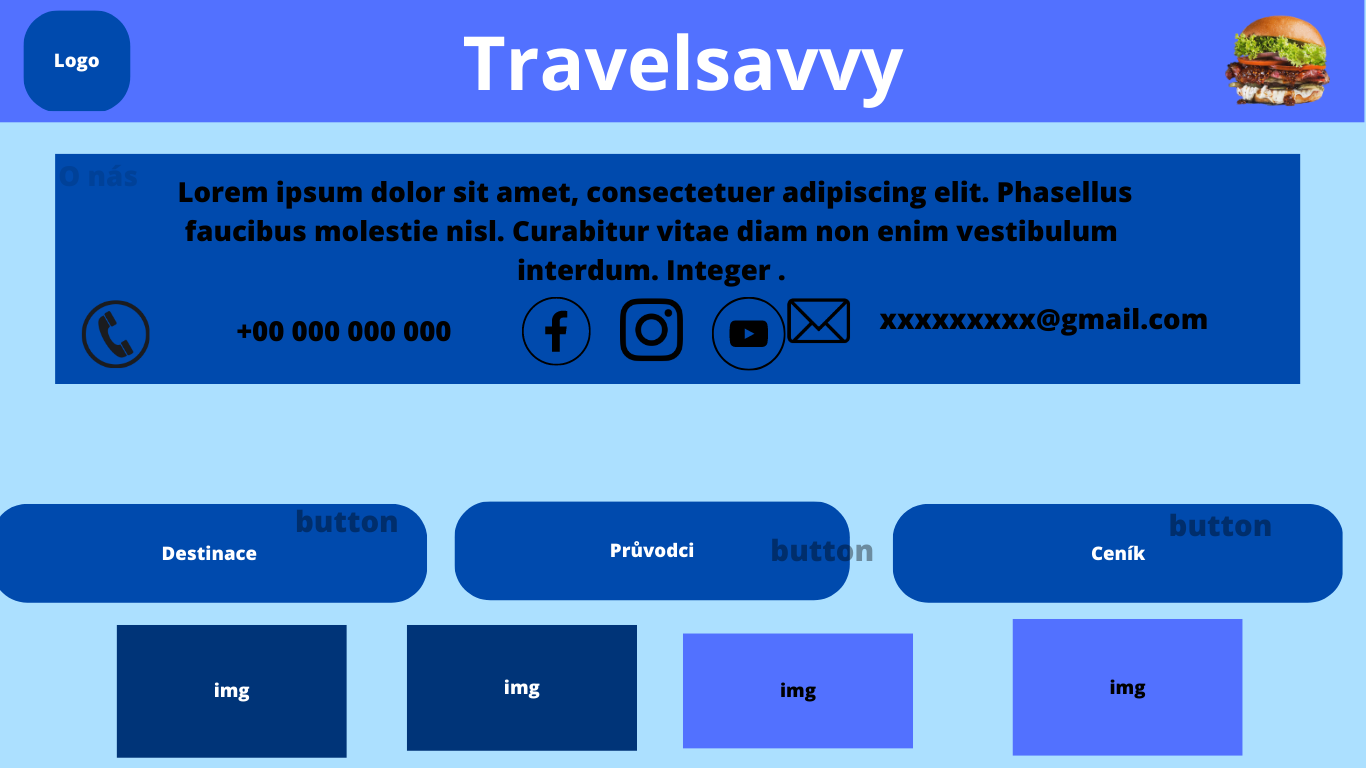 Logo
Travelsavvy
O nás
Lorem ipsum dolor sit amet, consectetuer adipiscing elit. Phasellus
faucibus molestie nisl. Curabitur vitae diam non enim vestibulum
interdum. Integer .
+00 000 000 000
xxxxxxxxx@gmail.com
button
Destinace
Průvodci
button
button
Ceník
img
img
img
img